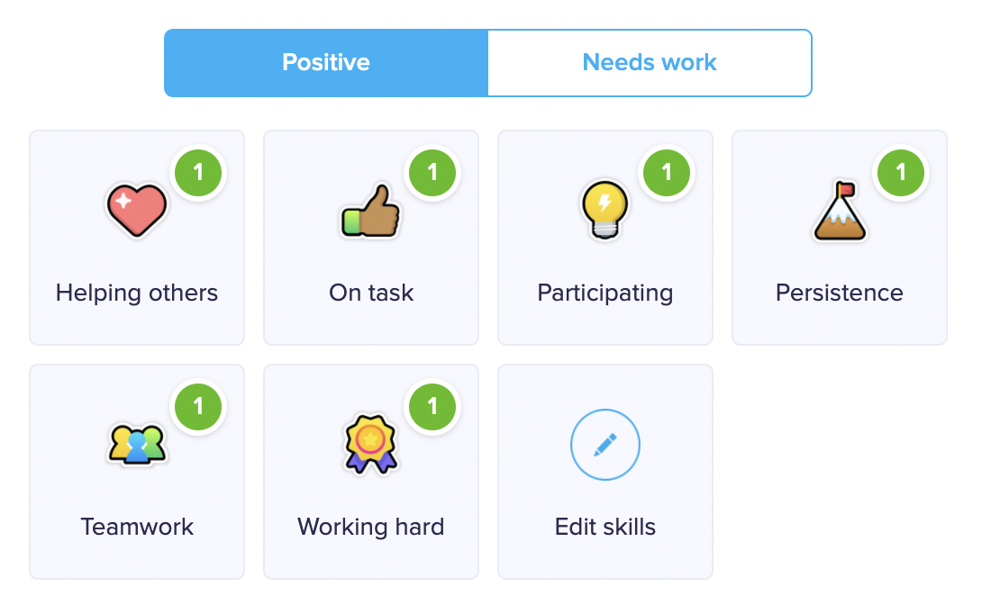 Positive
Needs work
1
1
1
1
Helping others
On task
Participating
Persistence
1
1
Teamwork
Working hard
Edit skills